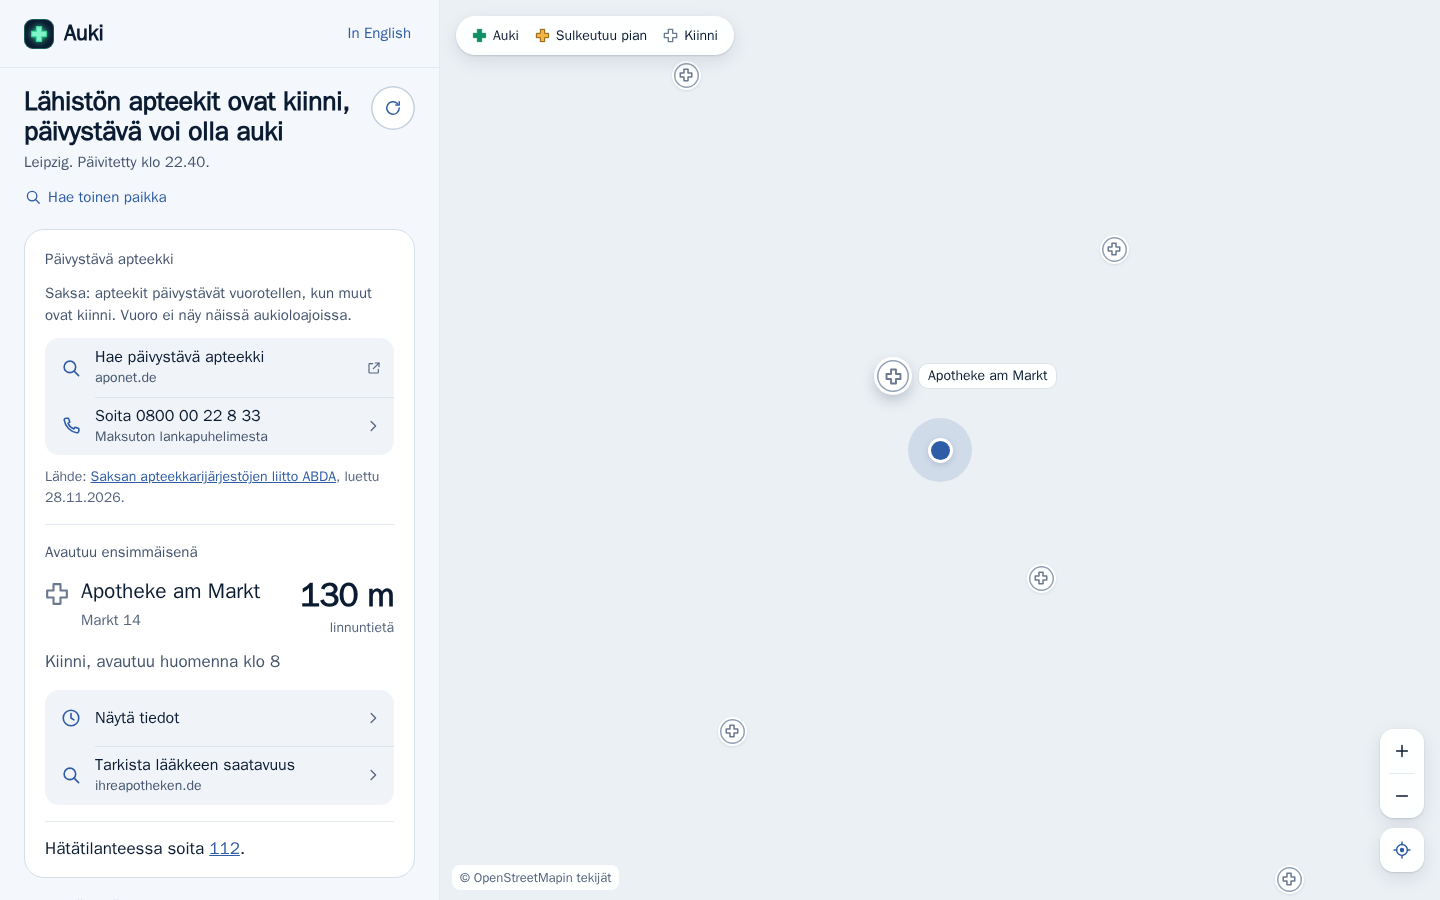 Auki
In English
Lähistön apteekit ovat kiinni,
päivystävä voi olla auki
Leipzig. Päivitetty klo 22.40.
Hae toinen paikka
Päivystävä apteekki
Saksa: apteekit päivystävät vuorotellen, kun muut
ovat kiinni. Vuoro ei näy näissä aukioloajoissa.
Hae päivystävä apteekki
aponet.de
Soita 0800 00 22 8 33
Maksuton lankapuhelimesta
Lähde: Saksan apteekkarijärjestöjen liitto ABDA, luettu
28.11.2026.
Avautuu ensimmäisenä
Apotheke am Markt
130 m
Markt 14
linnuntietä
Kiinni, avautuu huomenna klo 8
Näytä tiedot
Tarkista lääkkeen saatavuus
ihreapotheken.de
Hätätilanteessa soita 112.
Auki
Sulkeutuu pian
Kiinni
Apotheke am Markt
© OpenStreetMapin tekijät